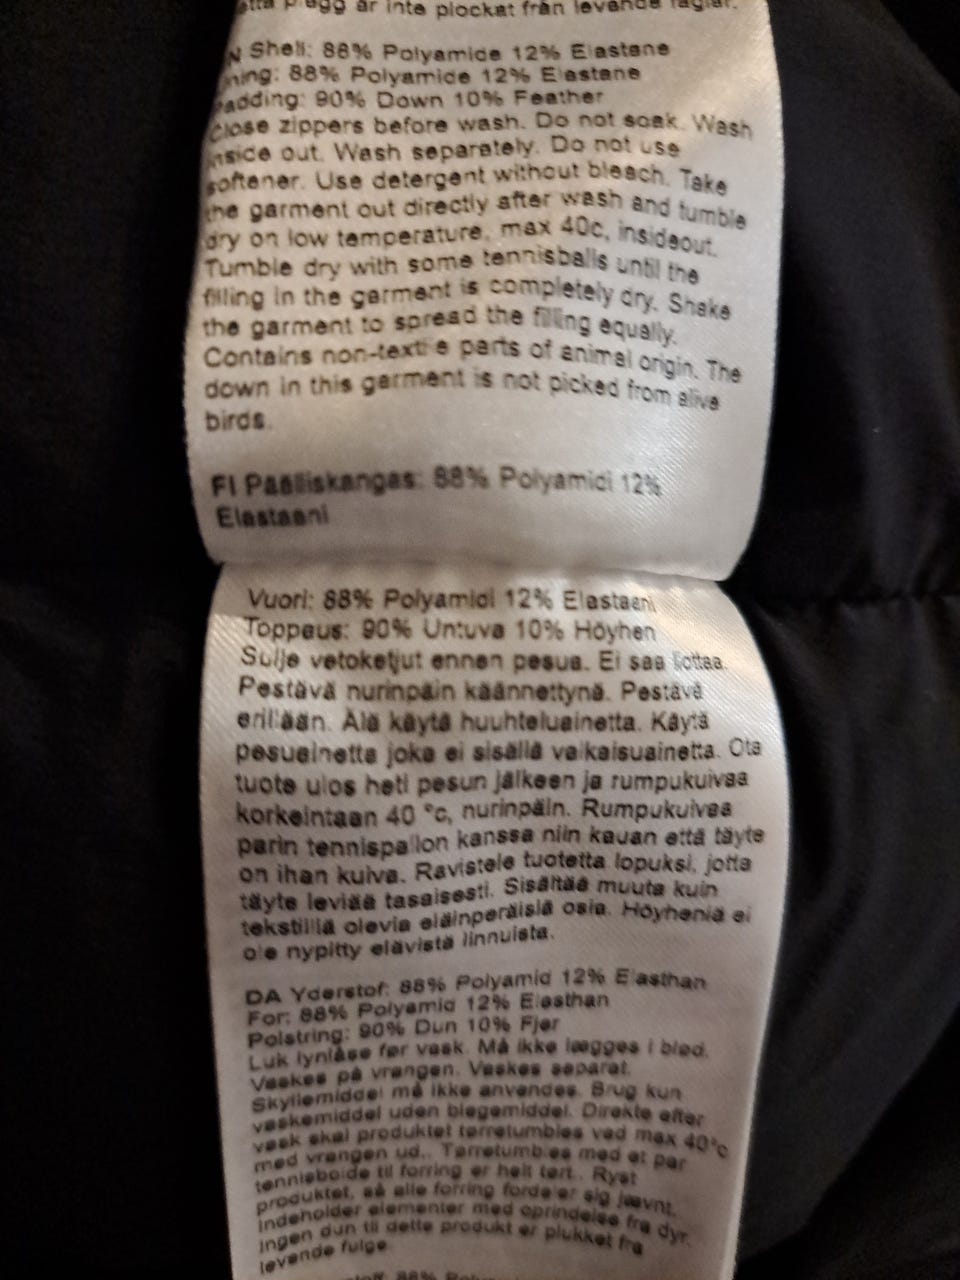 plagg är inte plockat från levande fåglar.
N Shell: 88% Polyamide 12% Elastane
ning: 88% Polyamide 12% Elastane
adding: 90% Down 10% Feather
Close zippers before wash. Do not soak. Wash
inside out. Wash separately. Do not use
softener. Use detergent without bleach. Take
the garment out directly after wash and tumble
dry on low temperature, max 40c, insideout.
Tumble dry with some tennisballs until the
filling in the garment is completely dry. Shake
the garment to spread the filling equally.
Contains non-textile parts of animal origin. The
down in this garment is not picked from alive
birds.
FI Päälliskangas: 88% Polyamidi 12%
Elastaani
Vuori: 88% Polyamidi 12% Elastaani
Toppaus: 90% Untuva 10% Höyhen
Sulje vetoketjut ennen pesua. Ei saa liottaa.
Pestävä nurinpäin käännettynä. Pestävä
erillään. Älä käytä huuhteluainetta. Käytä
pesuainetta joka ei sisällä valkaisuainetta. Ota
tuote ulos heti pesun jälkeen ja rumpukuivaa
korkeintaan 40 °c, nurinpäin. Rumpukuivaa
parin tennispallon kanssa niin kauan että täyte
on ihan kuiva. Ravistele tuotetta lopuksi, jotta
täyte leviää tasaisesti. Sisältää muuta kuin
tekstiiliä olevia eläinperäisiä osia. Höyheniä ei
ole nypitty elävistä linnuista.
DA Yderstof: 88% Polyamid 12% Elasthan
For: 88% Polyamid 12% Elasthan
Polstring: 90% Dun 10% Fjer
Luk lynlåse før vask. Må ikke lægges i blød.
Vaskes på vrangen. Vaskes separat.
Skyllemiddel må ikke anvendes. Brug kun
vaskemiddel uden blegemiddel. Direkte efter
vask skal produktet tørretumbles ved max 40°c
med vrangen ud.. Tørretumbles med et par
tennisbolde til forring er helt tørt.. Ryst
produktet, så alle forring fordeler sig jævnt.
Indeholder elementer med oprindelse fra dyr.
Ingen dun til dette produkt er plukket fra
levende fulge.
88%